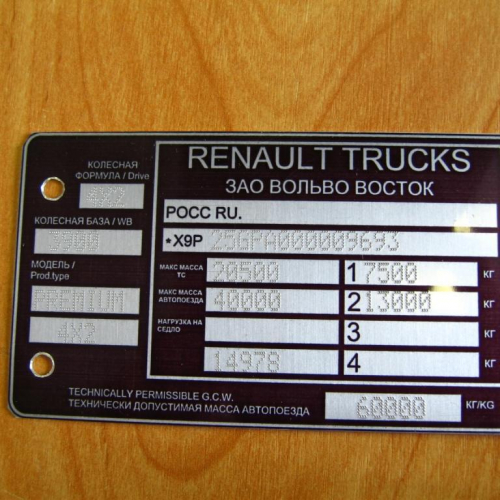 RENAULT TRUCKS
ЗАО ВОЛЬВО ВОСТОК
КОЛЕСНАЯ
ФОРМУЛА / Drive
4X2
КОЛЕСНАЯ БАЗА / WB
3900
МОДЕЛЬ /
Prod.type
PREMIUM
4X2
РОСС RU.
*X9P 25GPA000009693
МАКС МАССА
ТС
20500
1 7500 КГ
МАКС МАССА
АВТОПОЕЗДА
40000
2 13000 КГ
НАГРУЗКА НА
СЕДЛО
3 КГ
14978
4 КГ
TECHNICALLY PERMISSIBLE G.C.W.
ТЕХНИЧЕСКИ ДОПУСТИМАЯ МАССА АВТОПОЕЗДА
60000 КГ/KG